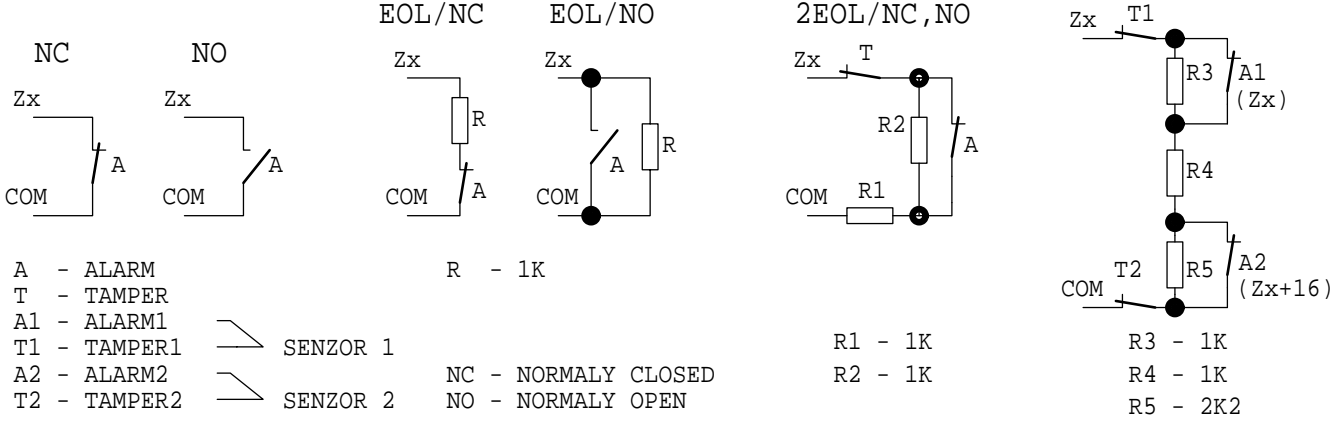 NC
Zx
A
COM
NO
Zx
A
COM
EOL/NC
Zx
R
A
COM
EOL/NO
Zx
A
R
COM
2EOL/NC,NO
Zx
T
R2
A
COM
R1
Zx
T1
R3
A1
(Zx)
R4
R5
A2
(Zx+16)
COM
T2
A - ALARM
T - TAMPER
A1 - ALARM1
T1 - TAMPER1
SENZOR 1
A2 - ALARM2
T2 - TAMPER2
SENZOR 2
R - 1K
NC - NORMALY CLOSED
NO - NORMALY OPEN
R1 - 1K
R2 - 1K
R3 - 1K
R4 - 1K
R5 - 2K2